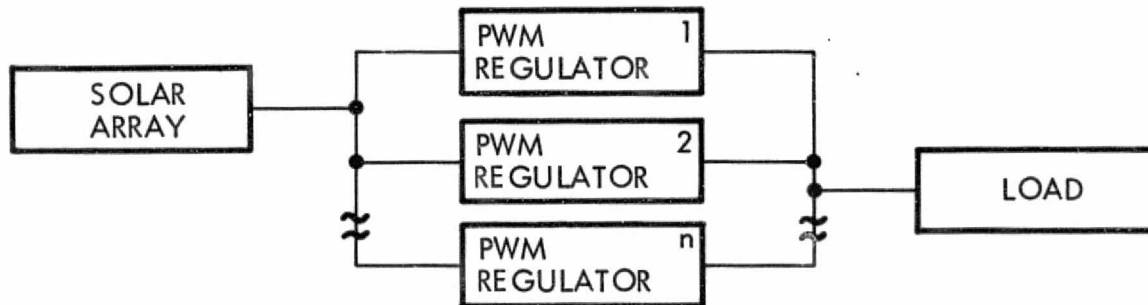 SOLAR
ARRAY
PWM 1
REGULATOR
PWM 2
REGULATOR
PWM n
REGULATOR
LOAD